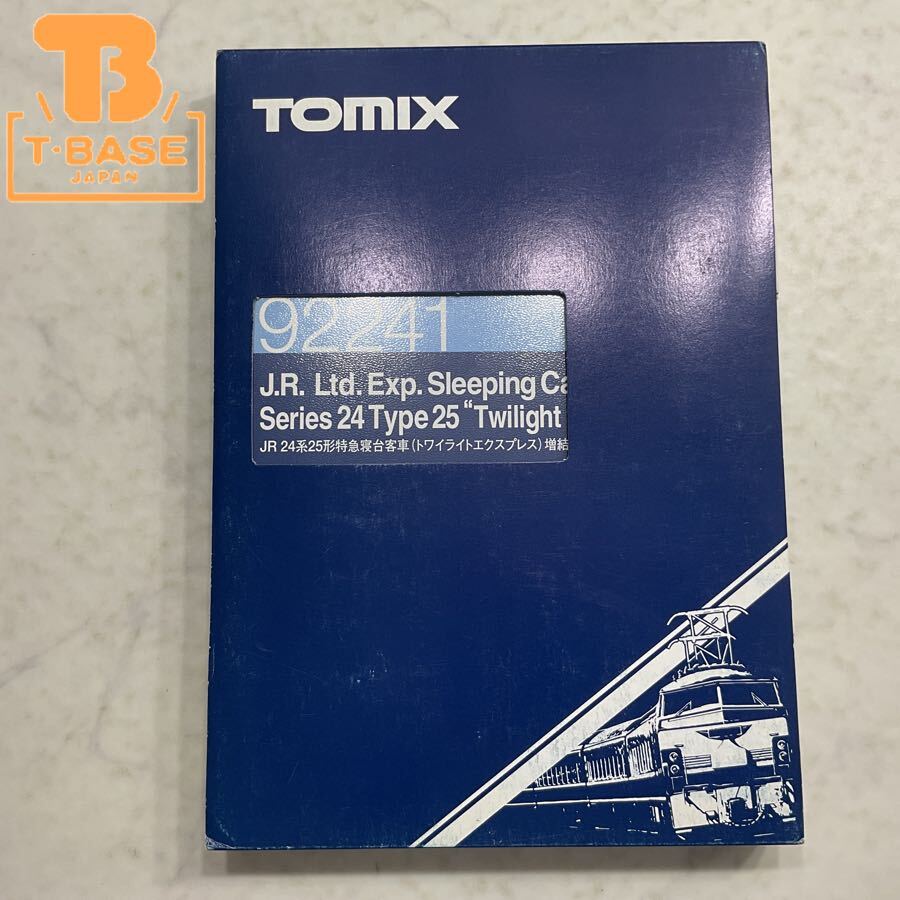 T·BASE
JAPAN
TOMIX
92241
J.R. Ltd. Exp. Sleeping Ca
Series 24 Type 25 “Twilight
JR 24系25形特急寝台客車(トワイライトエクスプレス)増結